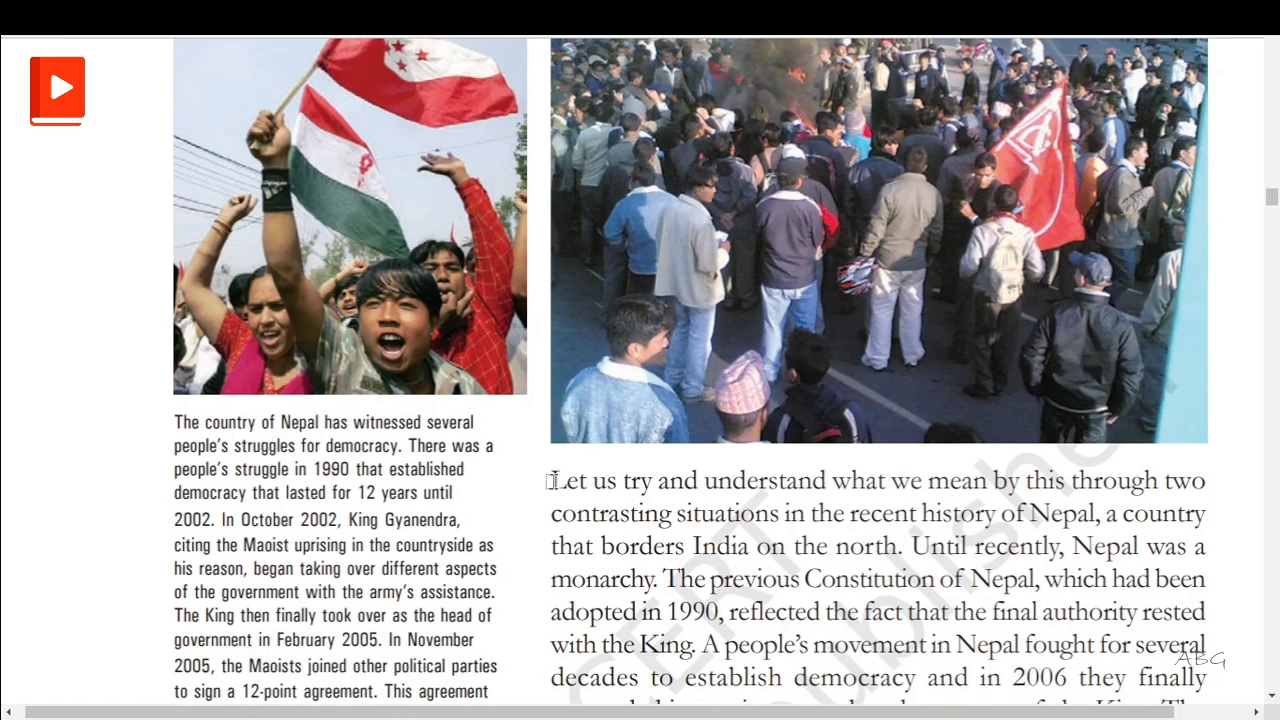 The country of Nepal has witnessed several
people's struggles for democracy. There was a
people's struggle in 1990 that established
democracy that lasted for 12 years until
2002. In October 2002, King Gyanendra,
citing the Maoist uprising in the countryside as
his reason, began taking over different aspects
of the government with the army's assistance.
The King then finally took over as the head of
government in February 2005. In November
2005, the Maoists joined other political parties
to sign a 12-point agreement. This agreement
Let us try and understand what we mean by this through two
contrasting situations in the recent history of Nepal, a country
that borders India on the north. Until recently, Nepal was a
monarchy. The previous Constitution of Nepal, which had been
adopted in 1990, reflected the fact that the final authority rested
with the King. A people's movement in Nepal fought for several
decades to establish democracy and in 2006 they finally
ABG